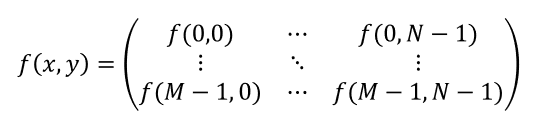 f(0,0) ⋯ f(0, N − 1)
f(x, y) = ( ⋮ ⋱ ⋮ )
f(M − 1,0) ⋯ f(M − 1, N − 1)